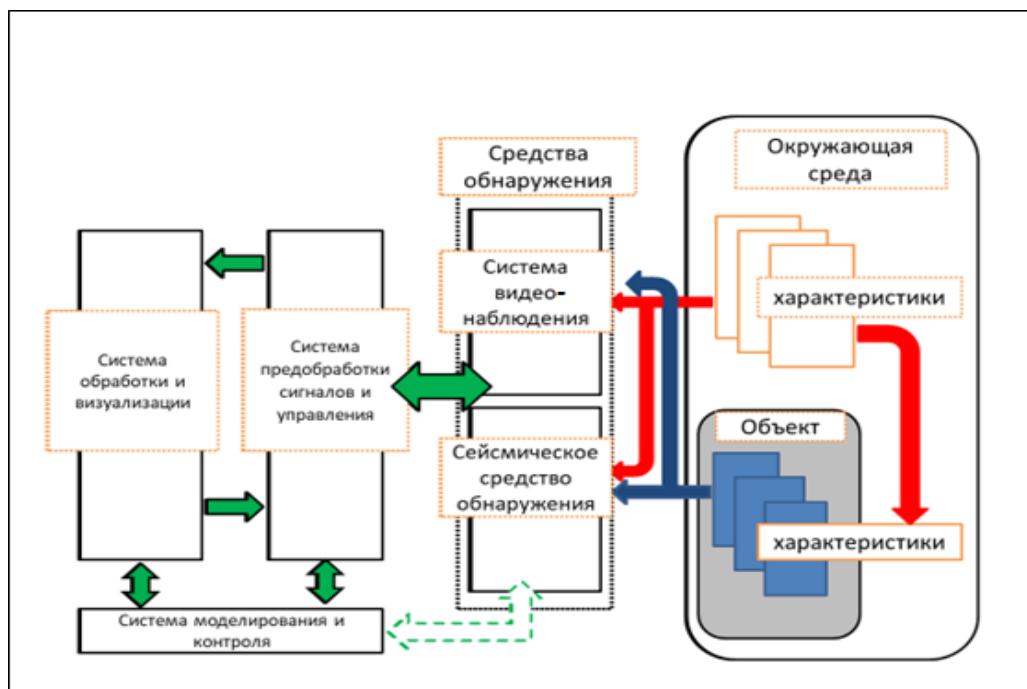 Средства
обнаружения
Окружающая
среда
Система
видео-
наблюдения
характеристики
Система
обработки и
визуализации
Система
предобработки
сигналов и
управления
Объект
Сейсмическое
средство
обнаружения
характеристики
Система моделирования и
контроля